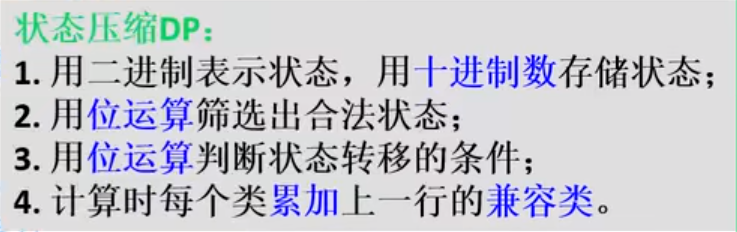 状态压缩DP：
1. 用二进制表示状态，用十进制数存储状态；
2. 用位运算筛选出合法状态；
3. 用位运算判断状态转移的条件；
4. 计算时每个类累加上一行的兼容类。